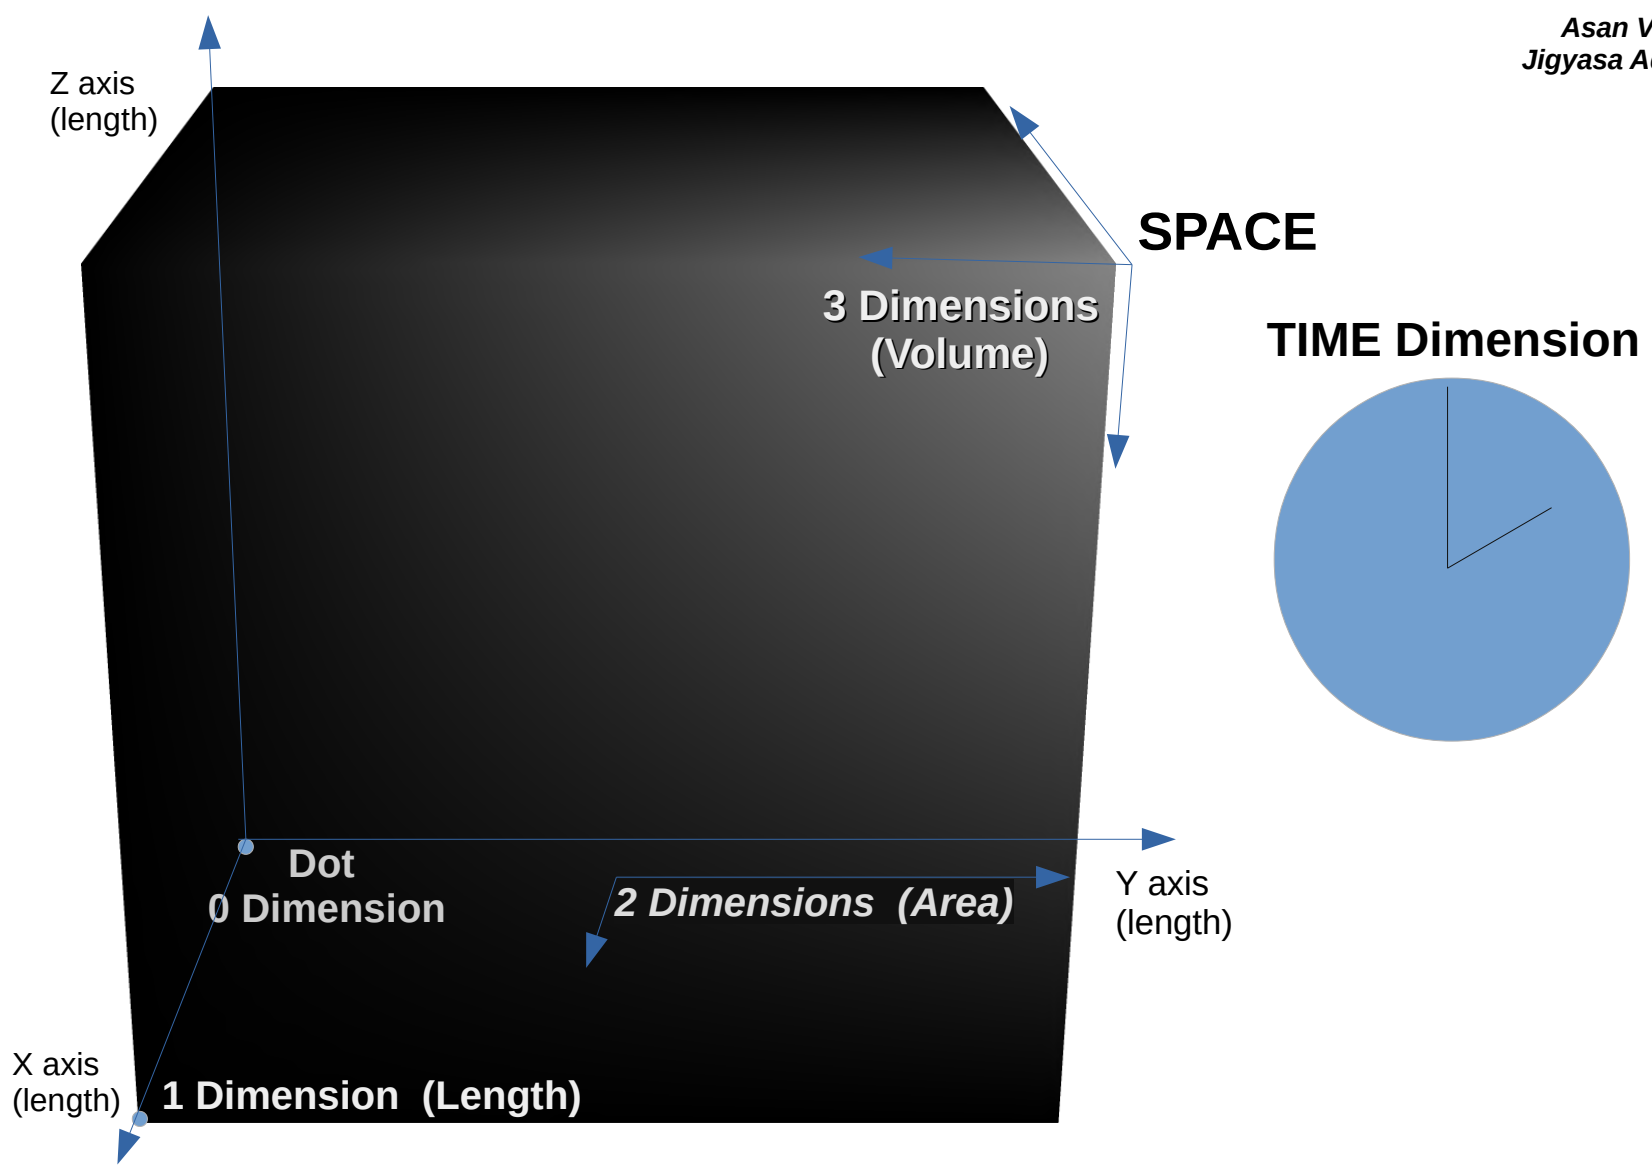 Asan
Jigyasa
Z axis
(length)
SPACE
3 Dimensions
(Volume)
TIME Dimension
Dot
0 Dimension
2 Dimensions (Area)
Y axis
(length)
X axis
(length)
1 Dimension (Length)